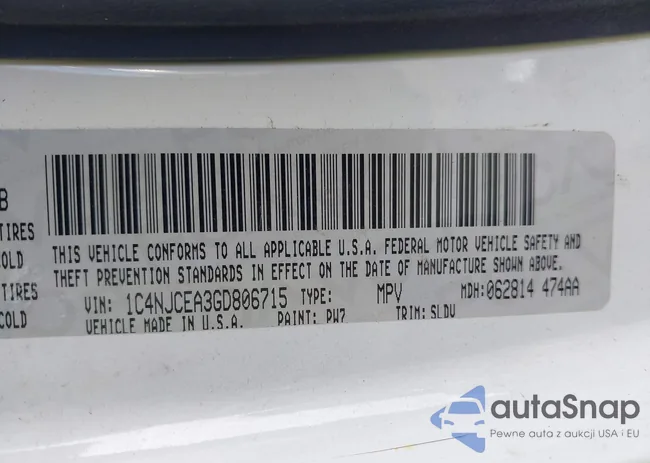 B
TIRES
COLD
TIRES
COLD
THIS VEHICLE CONFORMS TO ALL APPLICABLE U.S.A. FEDERAL MOTOR VEHICLE SAFETY AND
THEFT PREVENTION STANDARDS IN EFFECT ON THE DATE OF MANUFACTURE SHOWN ABOVE.
VIN: 1C4NJCEA3GD806715 TYPE: MPV MDH:062814 474AA
VEHICLE MADE IN U.S.A. PAINT: PW7 TRIM: SLDV
autaSnap
Pewne auta z aukcji USA i EU